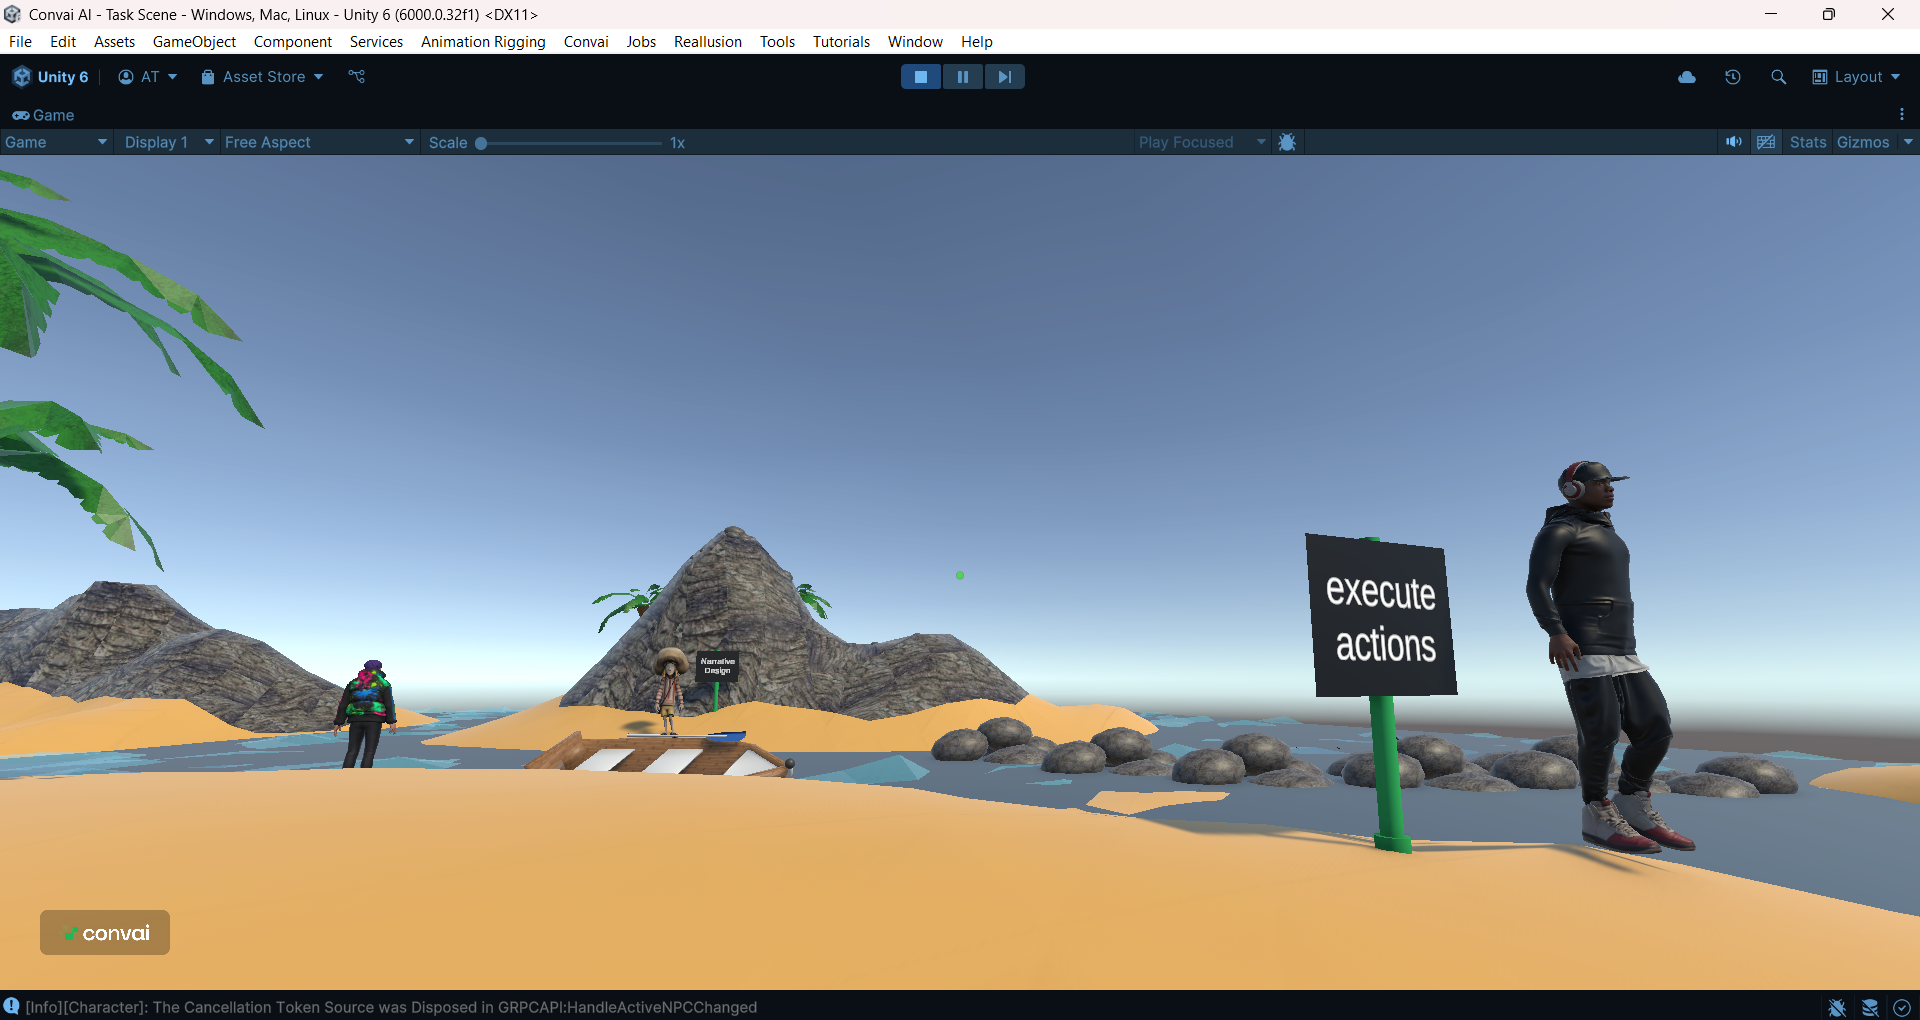 Convai AI - Task Scene - Windows, Mac, Linux - Unity 6 (6000.0.32f1) <DX11>
File Edit Assets GameObject Component Services Animation Rigging Convai Jobs Reallusion Tools Tutorials Window Help
Unity 6 AT Asset Store Layout
Game
Game Display 1 Free Aspect Scale 1x Play Focused Stats Gizmos
execute
actions
Narrative
Design
convai
[Info][Character]: The Cancellation Token Source was Disposed in GRPCAPI:HandleActiveNPCChanged